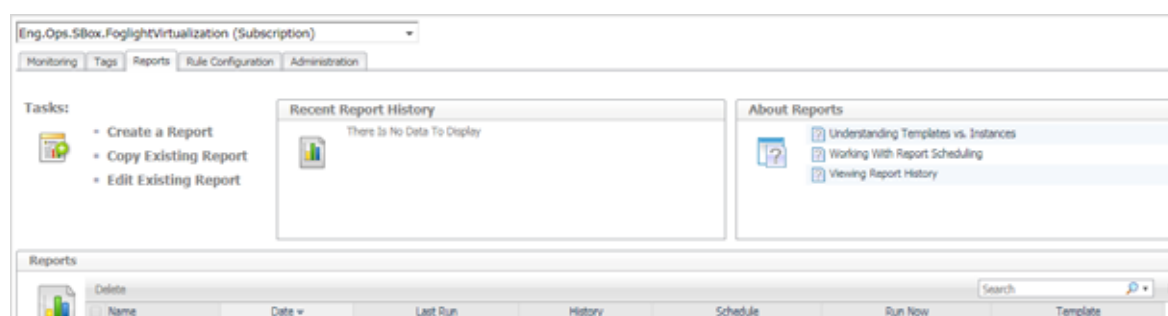 Eng.Ops.SBox.FoglightVirtualization (Subscription)
Monitoring Tags Reports Rule Configuration Administration
Tasks:
Create a Report
Copy Existing Report
Edit Existing Report
Recent Report History
There Is No Data To Display
About Reports
Understanding Templates vs. Instances
Working With Report Scheduling
Viewing Report History
Reports
Delete
Search
Name Date Last Run History Schedule Run Now Template